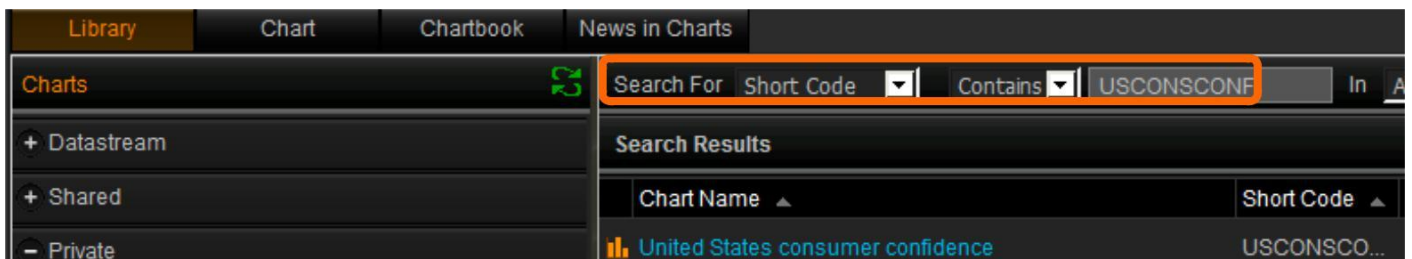 Library Chart Chartbook News in Charts
Charts
Search For Short Code Contains USCONSCONF In
+ Datastream
Search Results
+ Shared
Chart Name Short Code
– Private
United States consumer confidence USCONSCO...